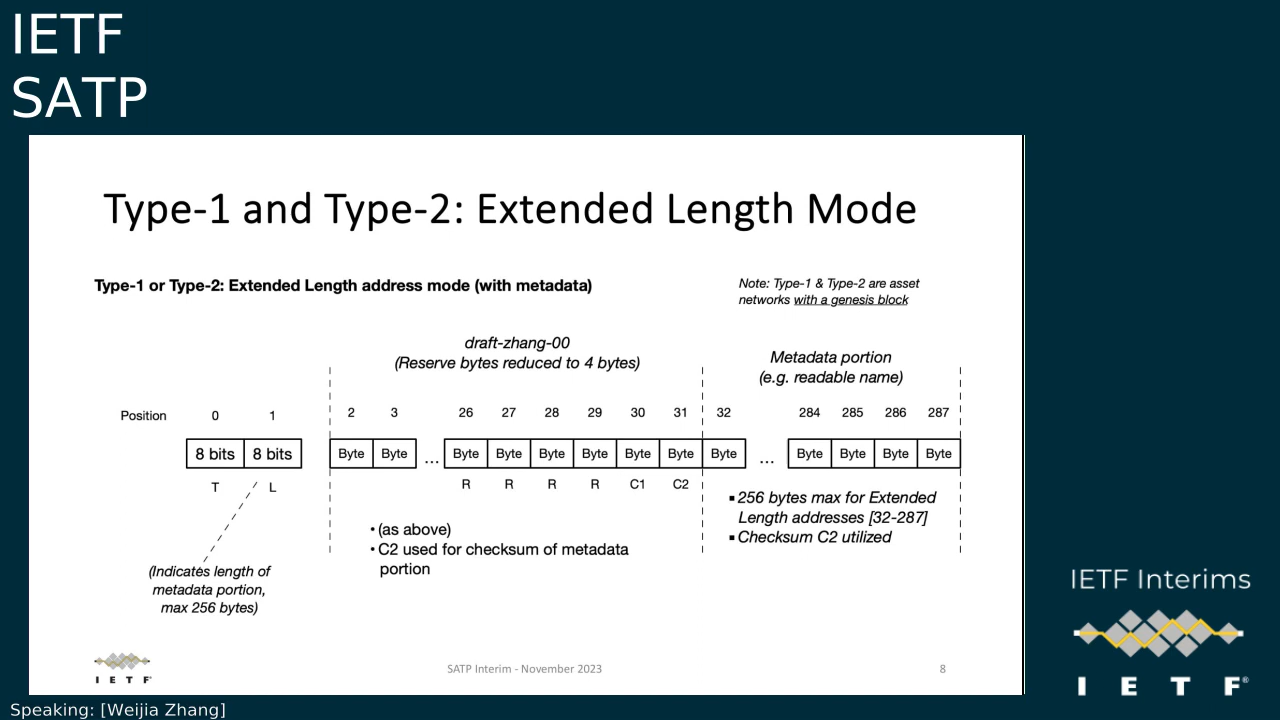 IETF
SATP
Type-1 and Type-2: Extended Length Mode
Type-1 or Type-2: Extended Length address mode (with metadata)
Note: Type-1 & Type-2 are asset
networks with a genesis block
draft-zhang-00
(Reserve bytes reduced to 4 bytes)
Metadata portion
(e.g. readable name)
Position 0 1 2 3 26 27 28 29 30 31 32 284 285 286 287
8 bits 8 bits Byte Byte ... Byte Byte Byte Byte Byte Byte Byte ... Byte Byte Byte Byte
T L R R R R C1 C2
• (as above)
• C2 used for checksum of metadata
portion
▪ 256 bytes max for Extended
Length addresses [32-287]
▪ Checksum C2 utilized
(Indicates length of
metadata portion,
max 256 bytes)
I E T F
SATP Interim - November 2023
8
IETF Interims
I E T F®
Speaking: [Weijia Zhang]